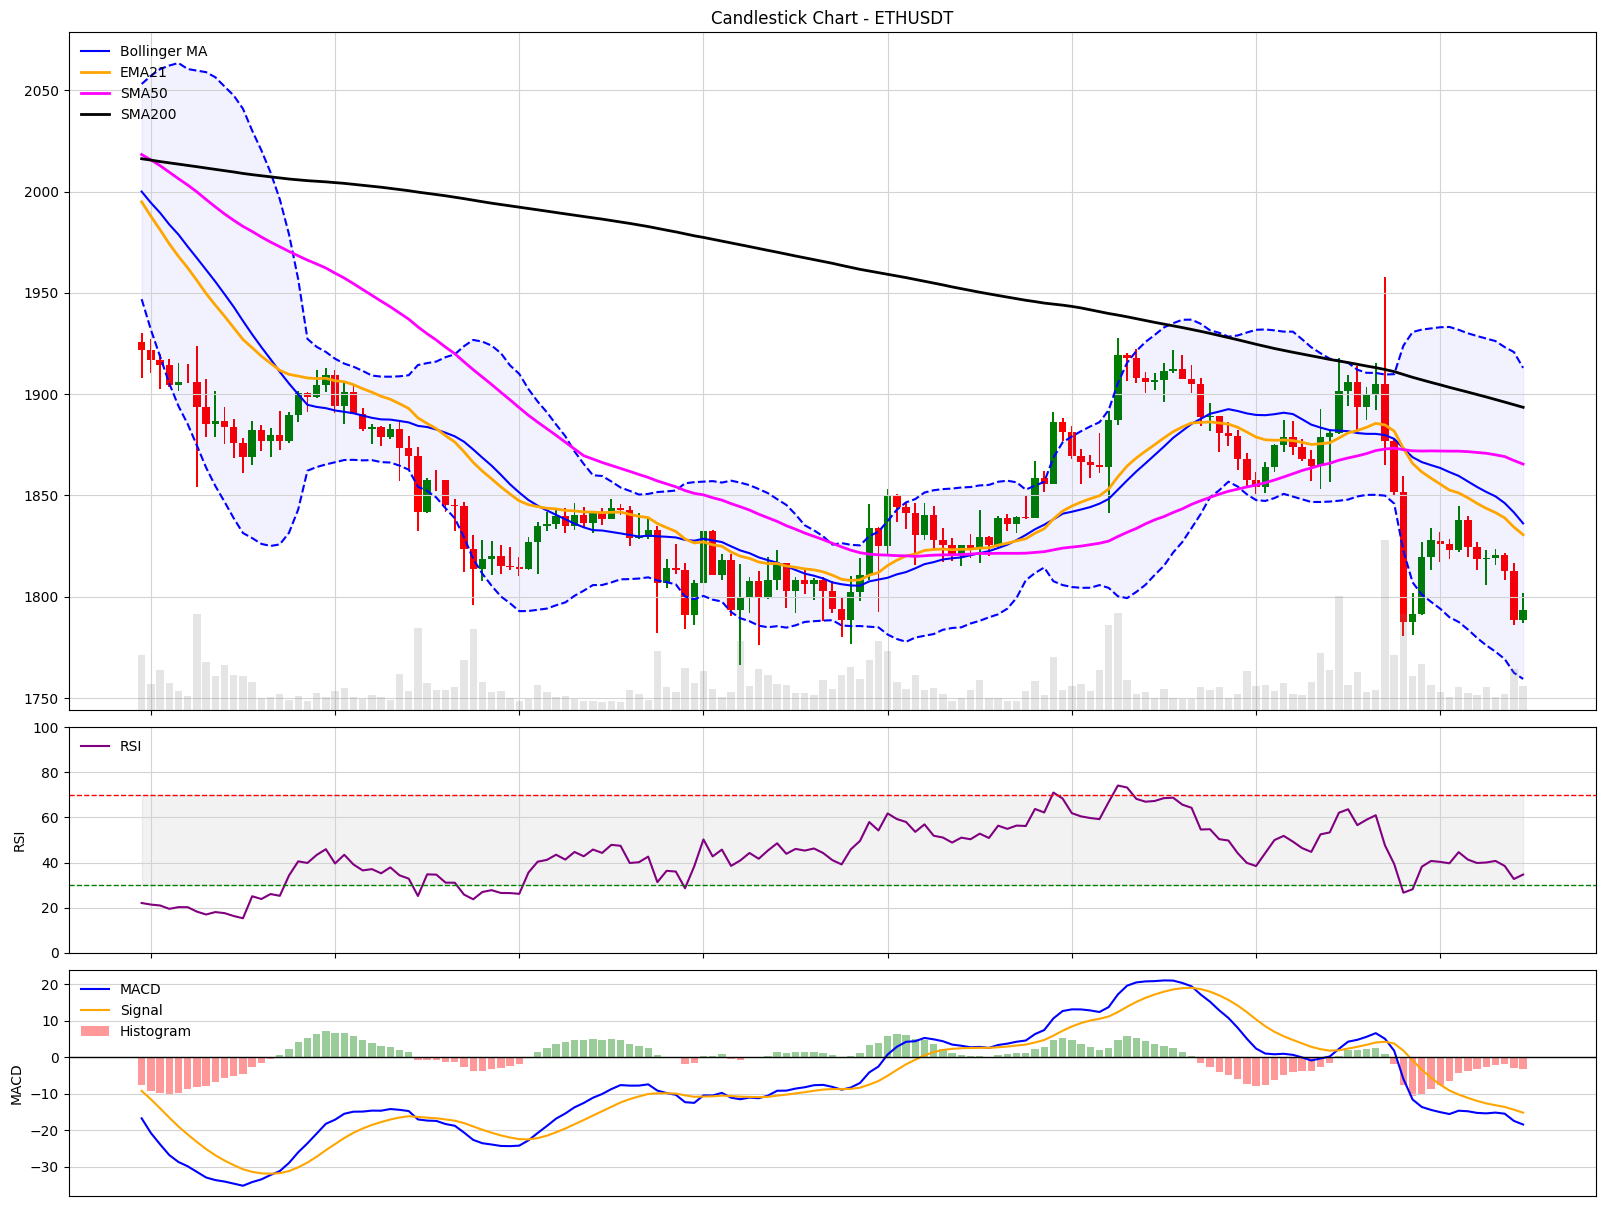 Candlestick Chart - ETHUSDT
Bollinger MA
EMA21
SMA50
SMA200
2050
2000
1950
1900
1850
1800
1750
RSI
RSI
100
80
60
40
20
0
MACD
Signal
Histogram
MACD
20
10
0
−10
−20
−30